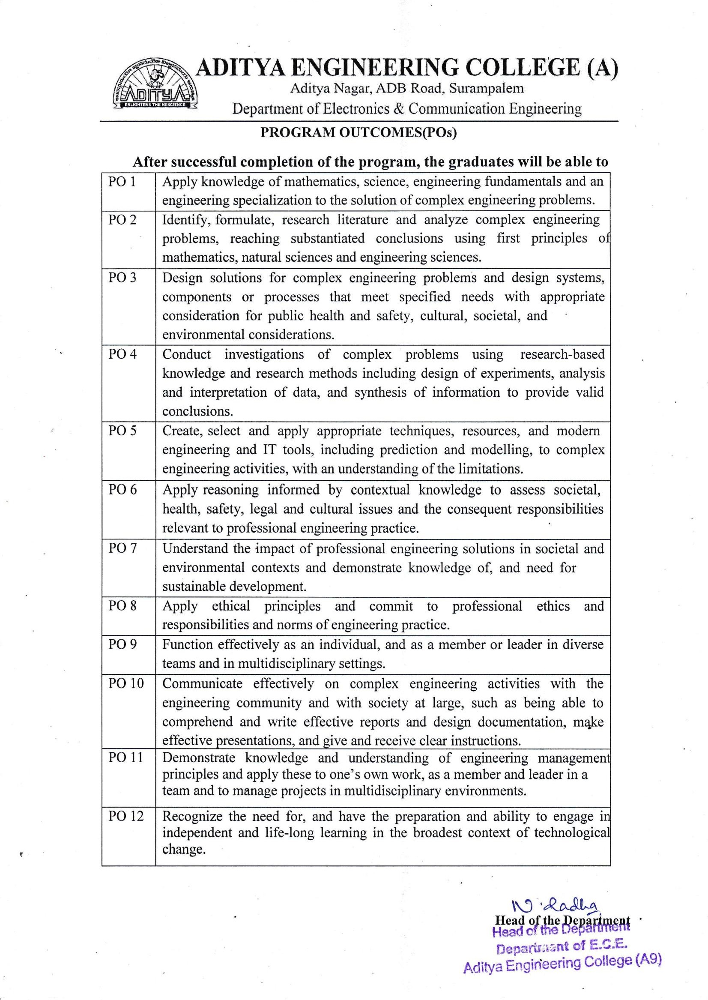 ADITYA ENGINEERING COLLEGE (A)
ADITYA
ENLIGHTENS THE NESCIENCE
Aditya Nagar, ADB Road, Surampalem
Department of Electronics & Communication Engineering
PROGRAM OUTCOMES(POs)
After successful completion of the program, the graduates will be able to
PO 1 Apply knowledge of mathematics, science, engineering fundamentals and an
engineering specialization to the solution of complex engineering problems.
PO 2 Identify, formulate, research literature and analyze complex engineering
problems, reaching substantiated conclusions using first principles of
mathematics, natural sciences and engineering sciences.
PO 3 Design solutions for complex engineering problems and design systems,
components or processes that meet specified needs with appropriate
consideration for public health and safety, cultural, societal, and
environmental considerations.
PO 4 Conduct investigations of complex problems using research-based
knowledge and research methods including design of experiments, analysis
and interpretation of data, and synthesis of information to provide valid
conclusions.
PO 5 Create, select and apply appropriate techniques, resources, and modern
engineering and IT tools, including prediction and modelling, to complex
engineering activities, with an understanding of the limitations.
PO 6 Apply reasoning informed by contextual knowledge to assess societal,
health, safety, legal and cultural issues and the consequent responsibilities
relevant to professional engineering practice.
PO 7 Understand the impact of professional engineering solutions in societal and
environmental contexts and demonstrate knowledge of, and need for
sustainable development.
PO 8 Apply ethical principles and commit to professional ethics and
responsibilities and norms of engineering practice.
PO 9 Function effectively as an individual, and as a member or leader in diverse
teams and in multidisciplinary settings.
PO 10 Communicate effectively on complex engineering activities with the
engineering community and with society at large, such as being able to
comprehend and write effective reports and design documentation, make
effective presentations, and give and receive clear instructions.
PO 11 Demonstrate knowledge and understanding of engineering management
principles and apply these to one’s own work, as a member and leader in a
team and to manage projects in multidisciplinary environments.
PO 12 Recognize the need for, and have the preparation and ability to engage in
independent and life-long learning in the broadest context of technological
change.
N. Radha
Head of the Department
Head of the Department
Department of E.C.E.
Aditya Engineering College (A9)